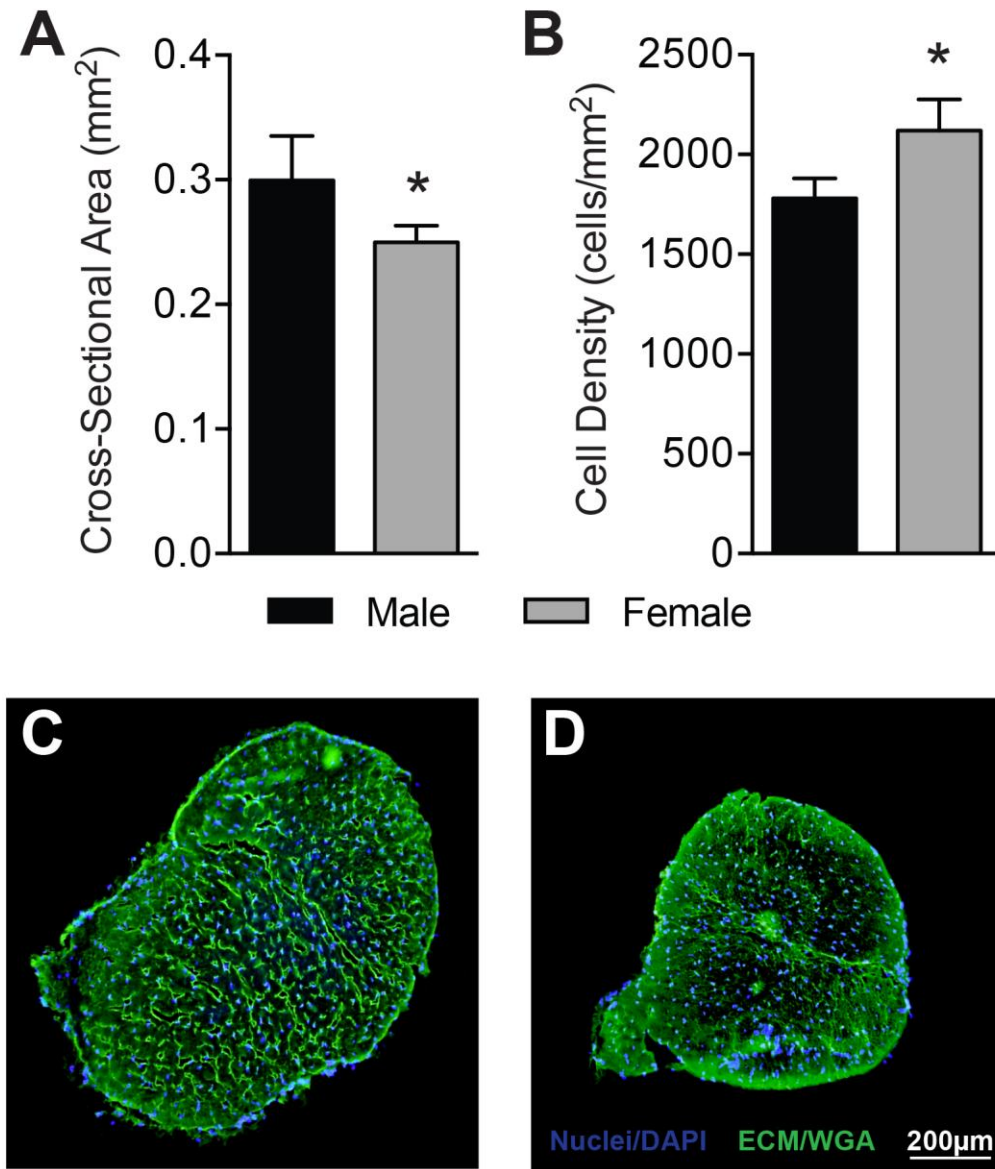 A
Cross-Sectional Area (mm²)
0.4
0.3
0.2
0.1
0.0
*
B
Cell Density (cells/mm²)
2500
2000
1500
1000
500
0
*
Male Female
C
D
Nuclei/DAPI ECM/WGA 200µm